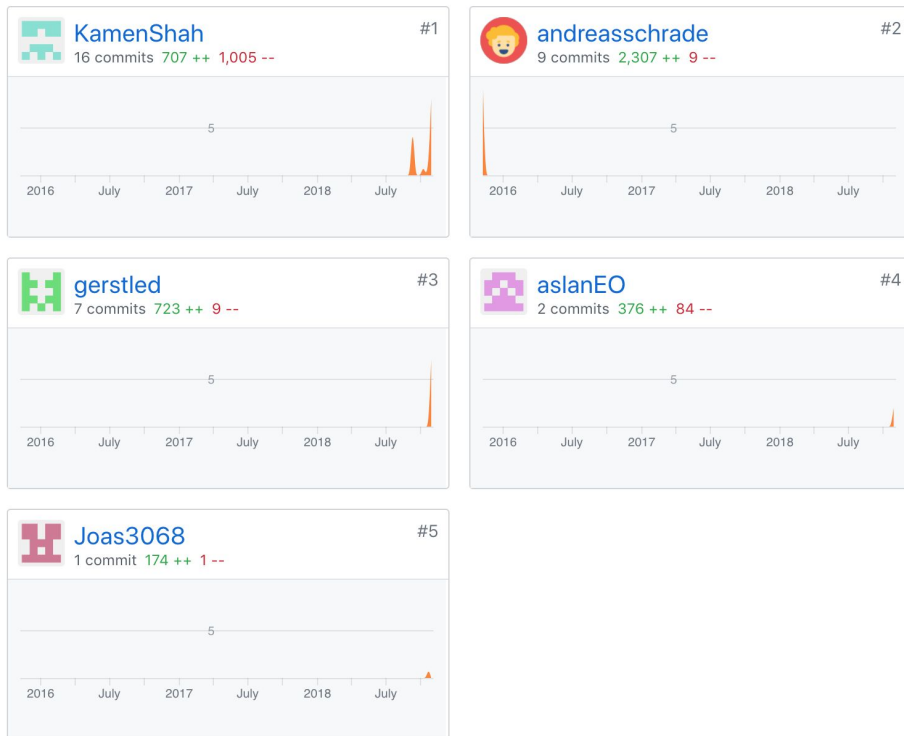 KamenShah #1
16 commits 707 ++ 1,005 --
5
2016 July 2017 July 2018 July
andreasschrade #2
9 commits 2,307 ++ 9 --
5
2016 July 2017 July 2018 July
gerstled #3
7 commits 723 ++ 9 --
5
2016 July 2017 July 2018 July
aslanEO #4
2 commits 376 ++ 84 --
5
2016 July 2017 July 2018 July
Joas3068 #5
1 commit 174 ++ 1 --
5
2016 July 2017 July 2018 July